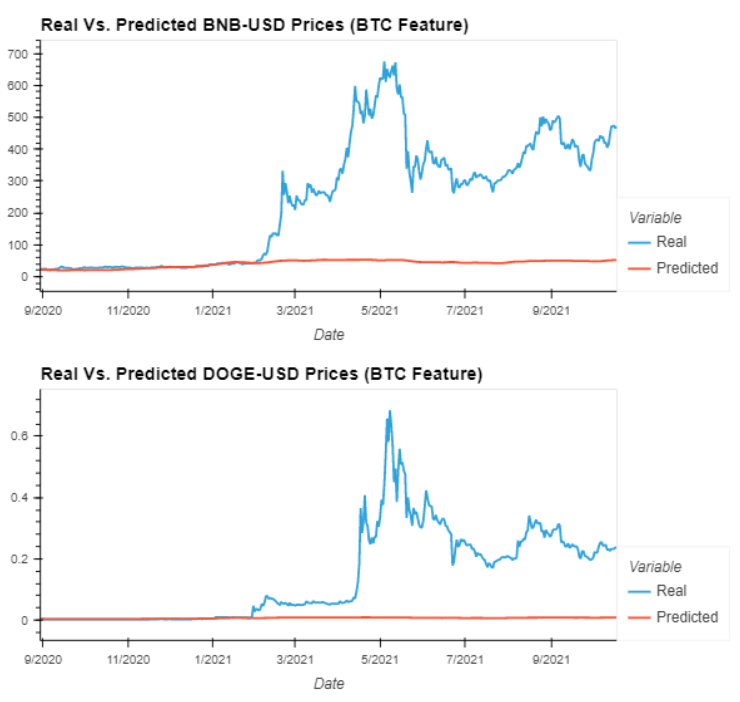 Real Vs. Predicted BNB-USD Prices (BTC Feature)
700
600
500
400
300
200
100
0
Variable
Real
Predicted
9/2020 11/2020 1/2021 3/2021 5/2021 7/2021 9/2021
Date
Real Vs. Predicted DOGE-USD Prices (BTC Feature)
0.6
0.4
0.2
0
Variable
Real
Predicted
9/2020 11/2020 1/2021 3/2021 5/2021 7/2021 9/2021
Date